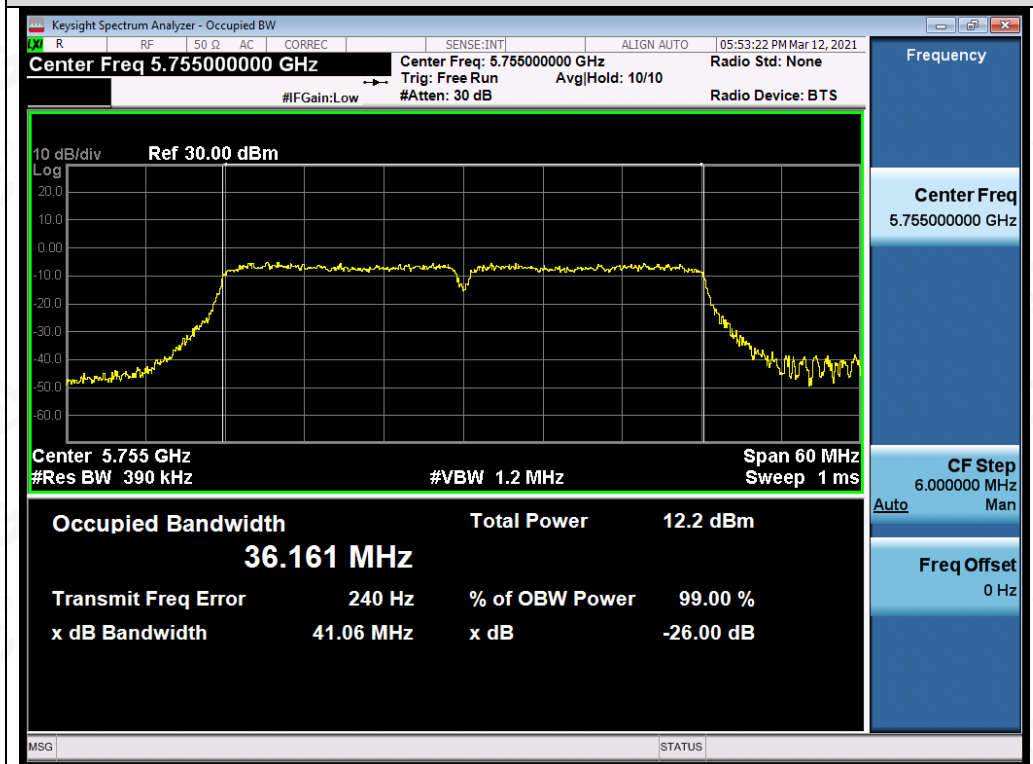 Keysight Spectrum Analyzer - Occupied BW
LXI R RF 50 Ω AC CORREC SENSE:INT ALIGN AUTO 05:53:22 PM Mar 12, 2021
Center Freq 5.755000000 GHz
Center Freq: 5.755000000 GHz
Radio Std: None
Trig: Free Run Avg|Hold: 10/10
#IFGain:Low
#Atten: 30 dB
Radio Device: BTS
10 dB/div Ref 30.00 dBm
Log
20.0
10.0
0.00
-10.0
-20.0
-30.0
-40.0
-50.0
-60.0
Center 5.755 GHz Span 60 MHz
#Res BW 390 kHz #VBW 1.2 MHz Sweep 1 ms
Occupied Bandwidth Total Power 12.2 dBm
36.161 MHz
Transmit Freq Error 240 Hz % of OBW Power 99.00 %
x dB Bandwidth 41.06 MHz x dB -26.00 dB
MSG STATUS
Frequency
Center Freq
5.755000000 GHz
CF Step
6.000000 MHz
Auto Man
Freq Offset
0 Hz